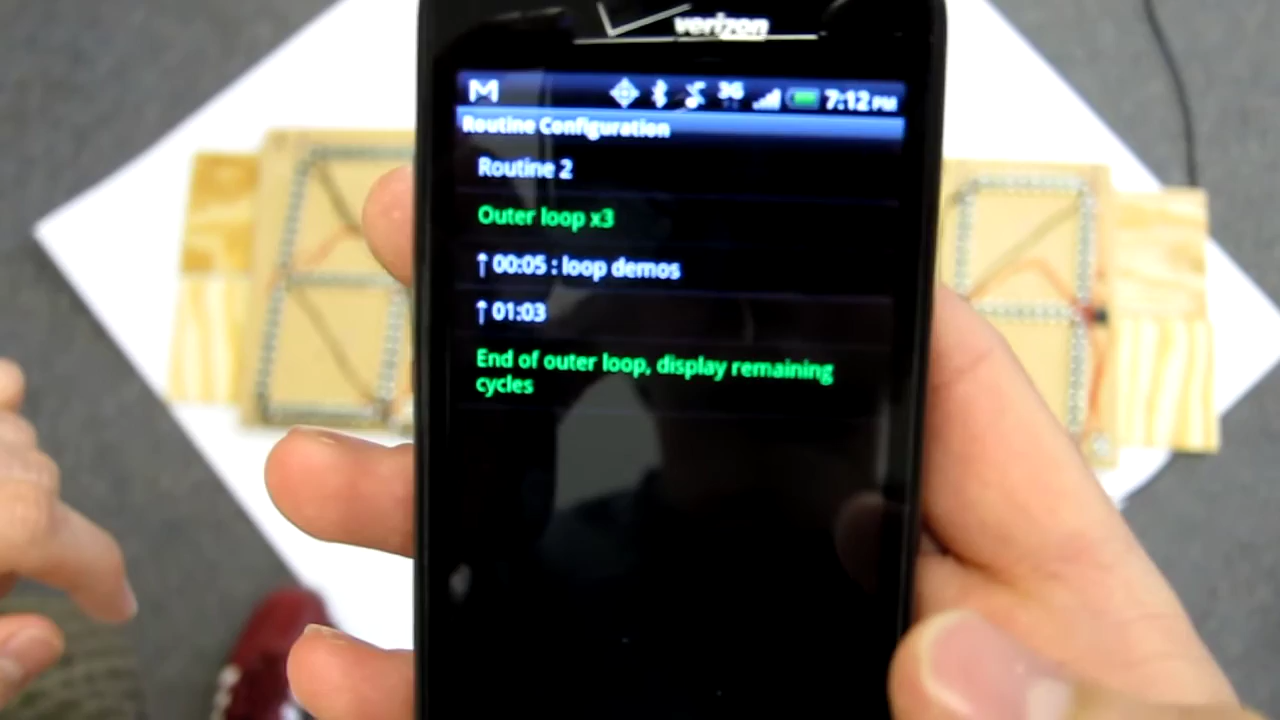 verizon
3G 7:12 PM
Routine Configuration
Routine 2
Outer loop x3
↑ 00:05 : loop demos
↑ 01:03
End of outer loop, display remaining
cycles